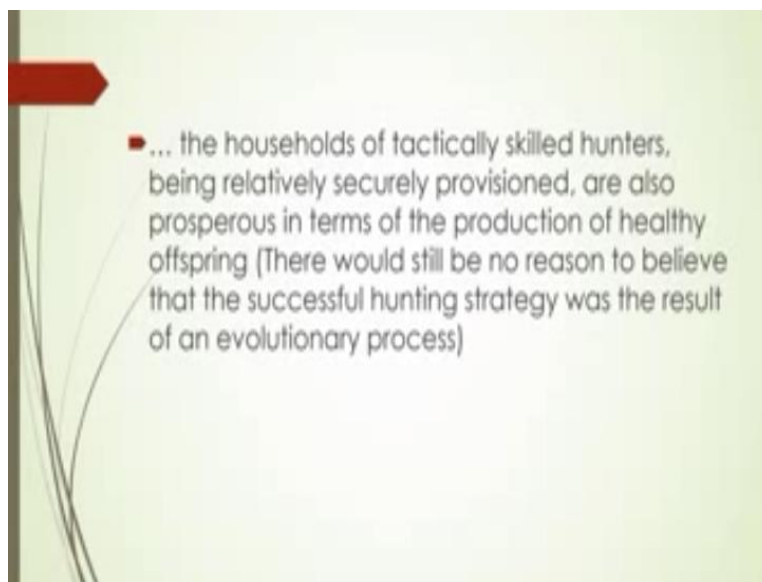 ... the households of tactically skilled hunters,
being relatively securely provisioned, are also
prosperous in terms of the production of healthy
offspring (There would still be no reason to believe
that the successful hunting strategy was the result
of an evolutionary process)